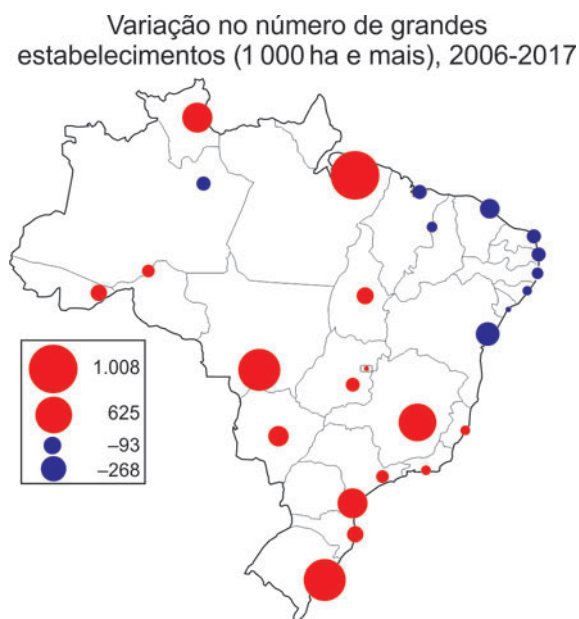 Variação no número de grandes
estabelecimentos (1 000 ha e mais), 2006-2017
1.008
625
–93
–268